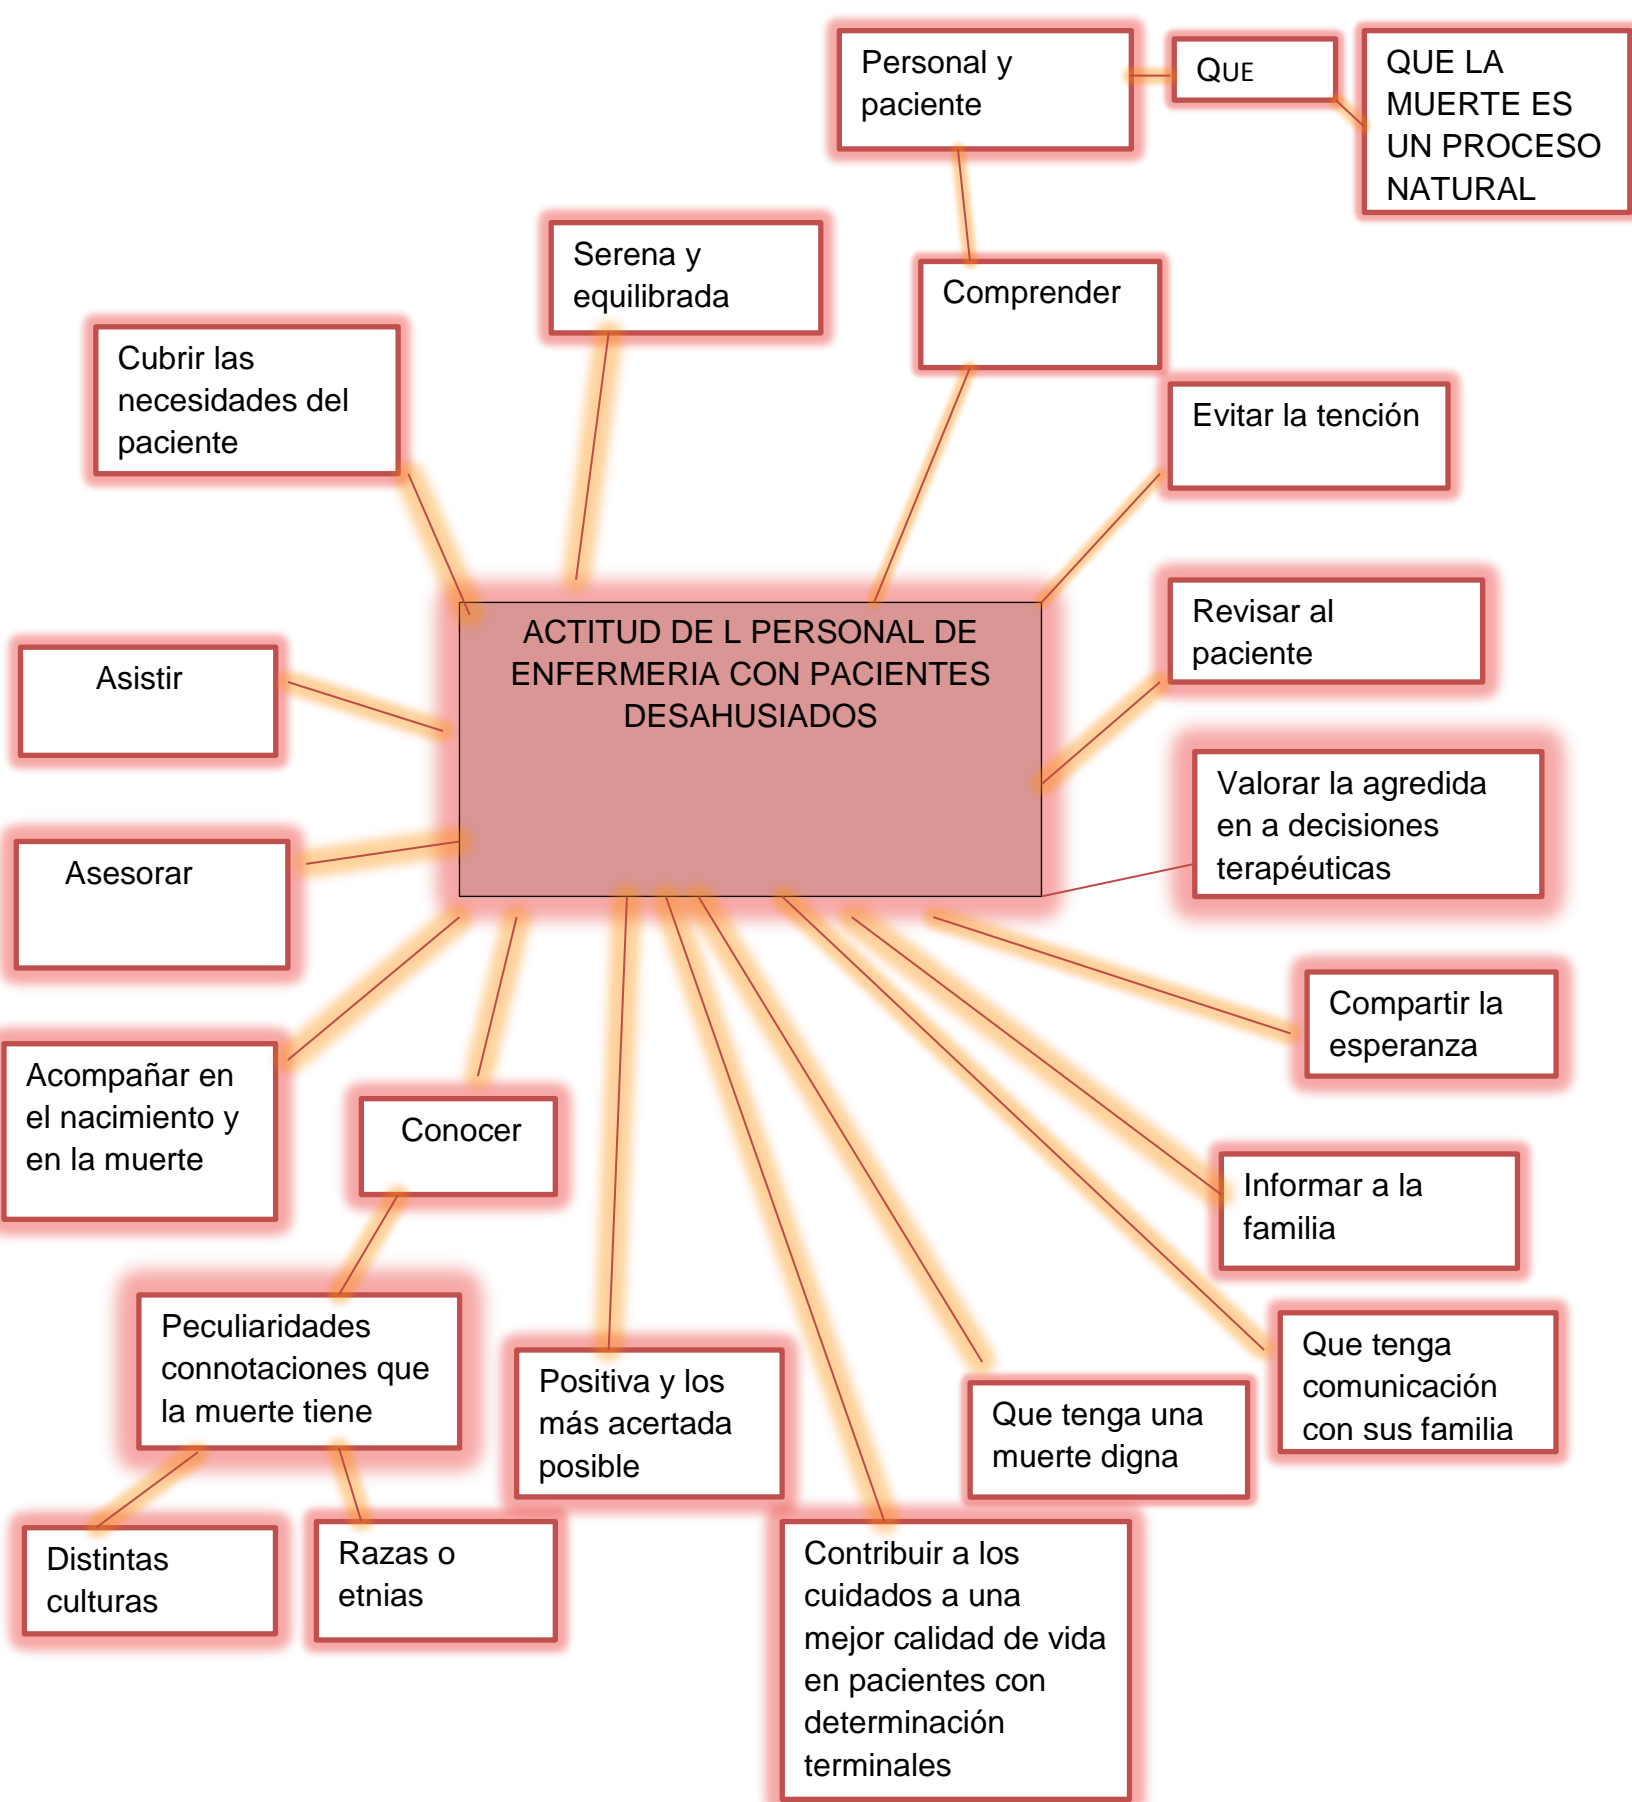 Personal y
paciente
QUE
QUE LA
MUERTE ES
UN PROCESO
NATURAL
Serena y
equilibrada
Comprender
Cubrir las
necesidades del
paciente
Evitar la tención
ACTITUD DE L PERSONAL DE
ENFERMERIA CON PACIENTES
DESAHUSIADOS
Revisar al
paciente
Asistir
Valorar la agredida
en a decisiones
terapéuticas
Asesorar
Compartir la
esperanza
Acompañar en
el nacimiento y
en la muerte
Conocer
Informar a la
familia
Peculiaridades
connotaciones que
la muerte tiene
Positiva y los
más acertada
posible
Que tenga una
muerte digna
Que tenga
comunicación
con sus familia
Distintas
culturas
Razas o
etnias
Contribuir a los
cuidados a una
mejor calidad de vida
en pacientes con
determinación
terminales